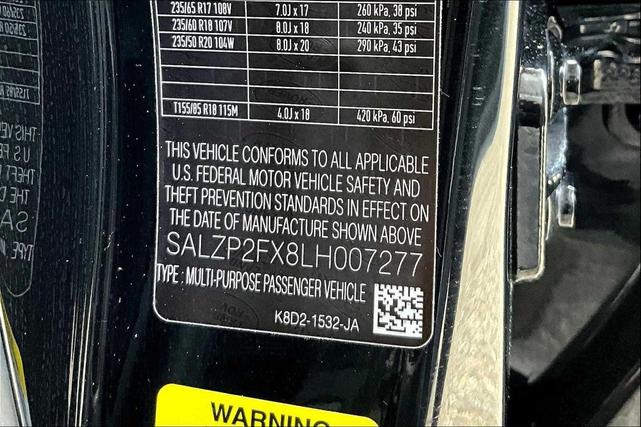 235/65 R17 108V 7.0J x 17 260 kPa, 38 psi
235/60 R18 107V 8.0J x 18 240 kPa, 35 psi
235/50 R20 104W 8.0J x 20 290 kPa, 43 psi
T155/85 R18 115M 4.0J x 18 420 kPa, 60 psi
THIS VEHICLE CONFORMS TO ALL APPLICABLE
U.S. FEDERAL MOTOR VEHICLE SAFETY AND
THEFT PREVENTION STANDARDS IN EFFECT ON
THE DATE OF MANUFACTURE SHOWN ABOVE
SALZP2FX8LH007277
TYPE : MULTI-PURPOSE PASSENGER VEHICLE
K8D2-1532-JA
WARNING